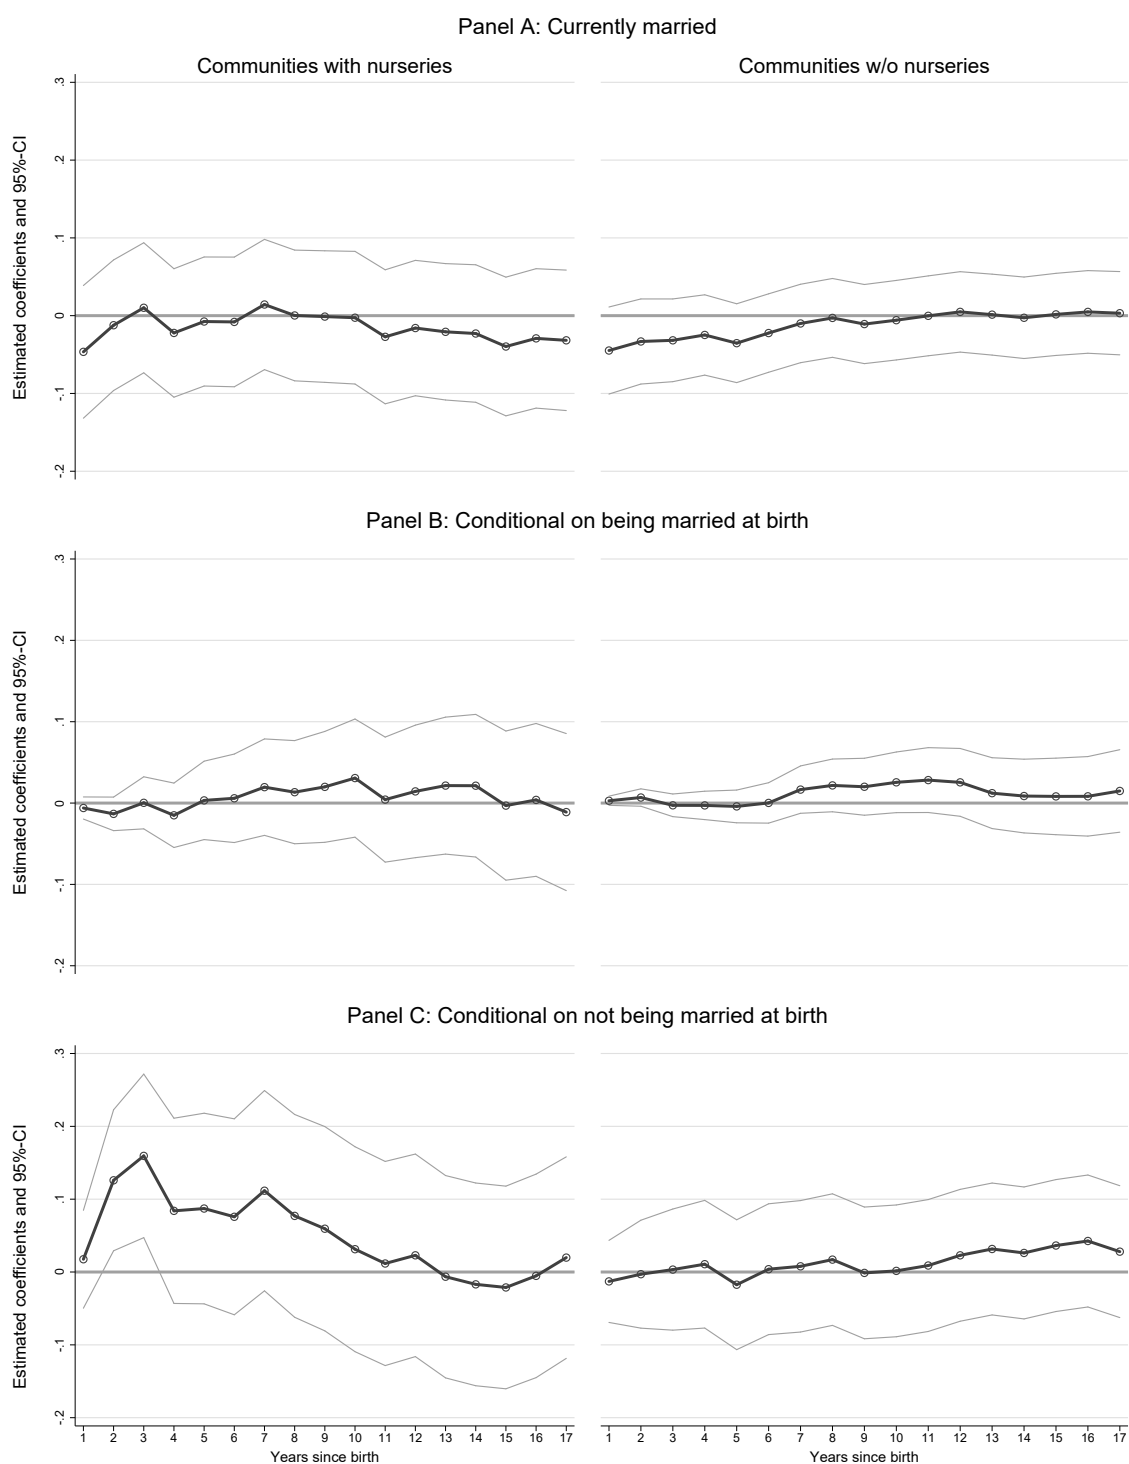 Panel A: Currently married
Communities with nurseries
Communities w/o nurseries
Estimated coefficients and 95%-CI
.3
.2
.1
0
-.1
-.2
Panel B: Conditional on being married at birth
Estimated coefficients and 95%-CI
.3
.2
.1
0
-.1
-.2
Panel C: Conditional on not being married at birth
Estimated coefficients and 95%-CI
.3
.2
.1
0
-.1
-.2
1 2 3 4 5 6 7 8 9 10 11 12 13 14 15 16 17
Years since birth
1 2 3 4 5 6 7 8 9 10 11 12 13 14 15 16 17
Years since birth